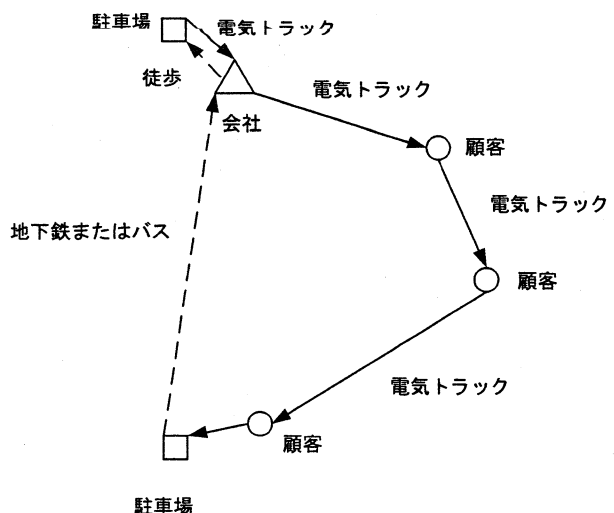 駐車場
電気トラック
徒歩
電気トラック
会社
顧客
電気トラック
地下鉄またはバス
顧客
電気トラック
顧客
駐車場